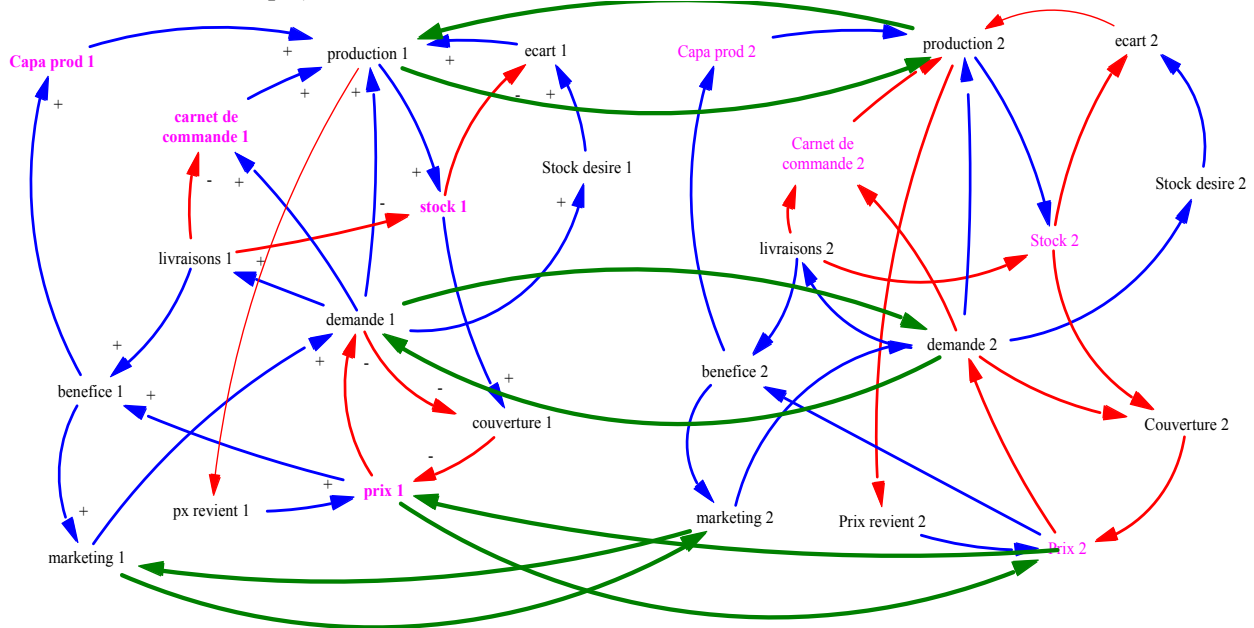 Capa prod 1
+
production 1
+
ecart 1
Capa prod 2
production 2
ecart 2
+
+
+
-
+
carnet de
commande 1
Carnet de
commande 2
-
+
+
Stock desire 1
Stock desire 2
+
-
stock 1
Stock 2
livraisons 1
+
livraisons 2
demande 1
demande 2
+
+
-
-
+
benefice 1
+
benefice 2
couverture 1
Couverture 2
-
+
prix 1
+
px revient 1
marketing 2
Prix revient 2
marketing 1
Prix 2